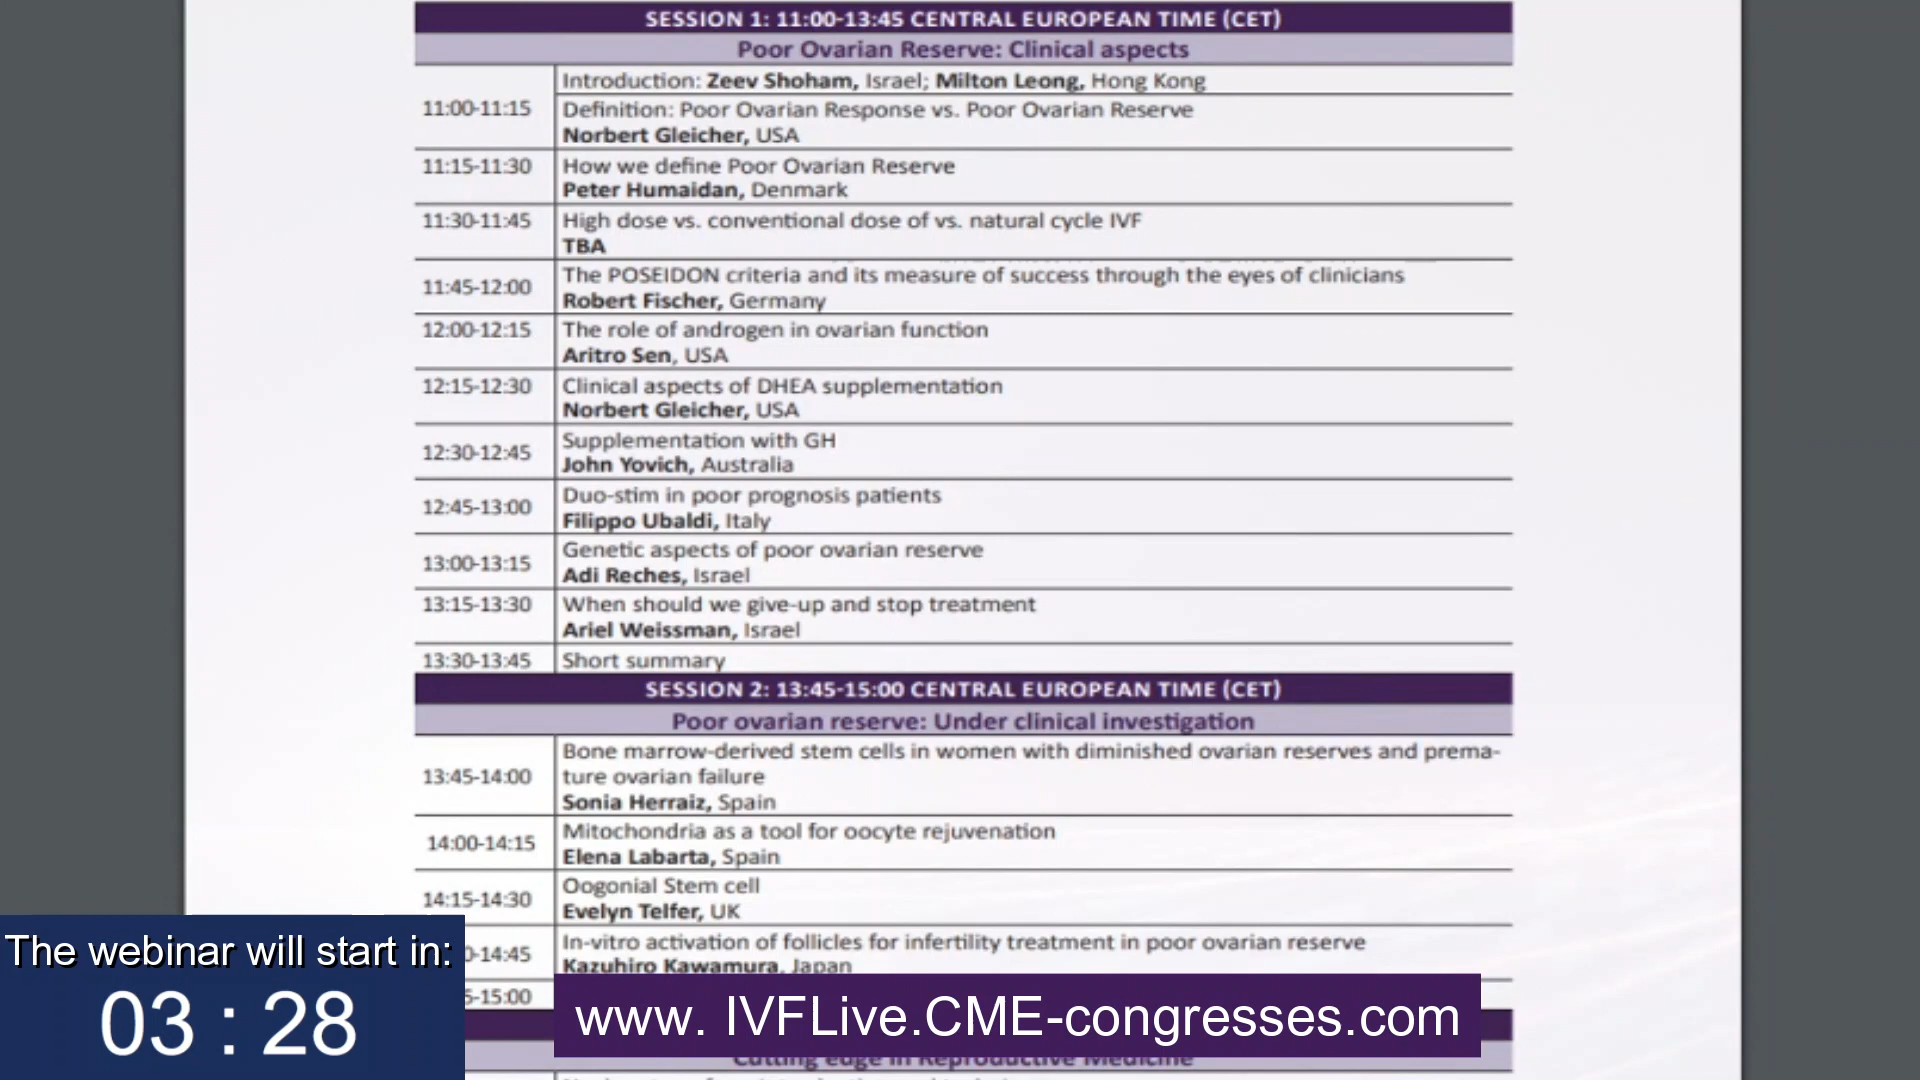 SESSION 1: 11:00-13:45 CENTRAL EUROPEAN TIME (CET)
Poor Ovarian Reserve: Clinical aspects
Introduction: Zeev Shoham, Israel; Milton Leong, Hong Kong
11:00-11:15
Definition: Poor Ovarian Response vs. Poor Ovarian Reserve
Norbert Gleicher, USA
11:15-11:30
How we define Poor Ovarian Reserve
Peter Humaidan, Denmark
11:30-11:45
High dose vs. conventional dose of vs. natural cycle IVF
TBA
11:45-12:00
The POSEIDON criteria and its measure of success through the eyes of clinicians
Robert Fischer, Germany
12:00-12:15
The role of androgen in ovarian function
Aritro Sen, USA
12:15-12:30
Clinical aspects of DHEA supplementation
Norbert Gleicher, USA
12:30-12:45
Supplementation with GH
John Yovich, Australia
12:45-13:00
Duo-stim in poor prognosis patients
Filippo Ubaldi, Italy
13:00-13:15
Genetic aspects of poor ovarian reserve
Adi Reches, Israel
13:15-13:30
When should we give-up and stop treatment
Ariel Weissman, Israel
13:30-13:45
Short summary
SESSION 2: 13:45-15:00 CENTRAL EUROPEAN TIME (CET)
Poor ovarian reserve: Under clinical investigation
13:45-14:00
Bone marrow-derived stem cells in women with diminished ovarian reserves and prema-
ture ovarian failure
Sonia Herraiz, Spain
14:00-14:15
Mitochondria as a tool for oocyte rejuvenation
Elena Labarta, Spain
14:15-14:30
Oogonial Stem cell
Evelyn Telfer, UK
0-14:45
In-vitro activation of follicles for infertility treatment in poor ovarian reserve
Kazuhiro Kawamura, Japan
5-15:00
The webinar will start in:
03 : 28
www. IVFLive.CME-congresses.com
Cutting edge in Reproductive Medicine